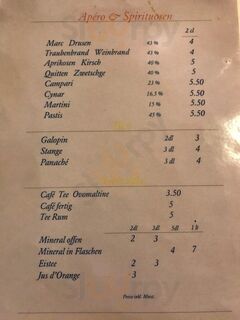 Apéro & Spirituosen
2 cl
Marc Drusen 43 % 4
Traubenbrand Weinbrand 43 % 4
Aprikosen Kirsch 40 % 5
Quitten Zwetschge 40 % 5
Campari 23 % 5.50
Cynar 16.5 % 5.50
Martini 15 % 5.50
Pastis 45 % 5.50
Galopin 2dl 3
Stange 3 dl 4
Panaché 3 dl 4
Café Tee Ovomaltine 3.50
Café fertig 5
Tee Rum 5
2dl 3dl 5dl 1 lt
Mineral offen 2 3
Mineral in Flaschen 4 7
Eistee 2 3
Jus d'Orange 3
Preise inkl. Mwst.